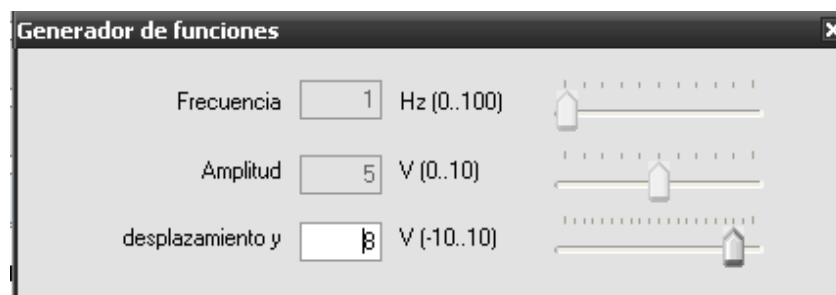 Generador de funciones
Frecuencia 1 Hz (0..100)
Amplitud 5 V (0..10)
desplazamiento y 8 V (-10..10)